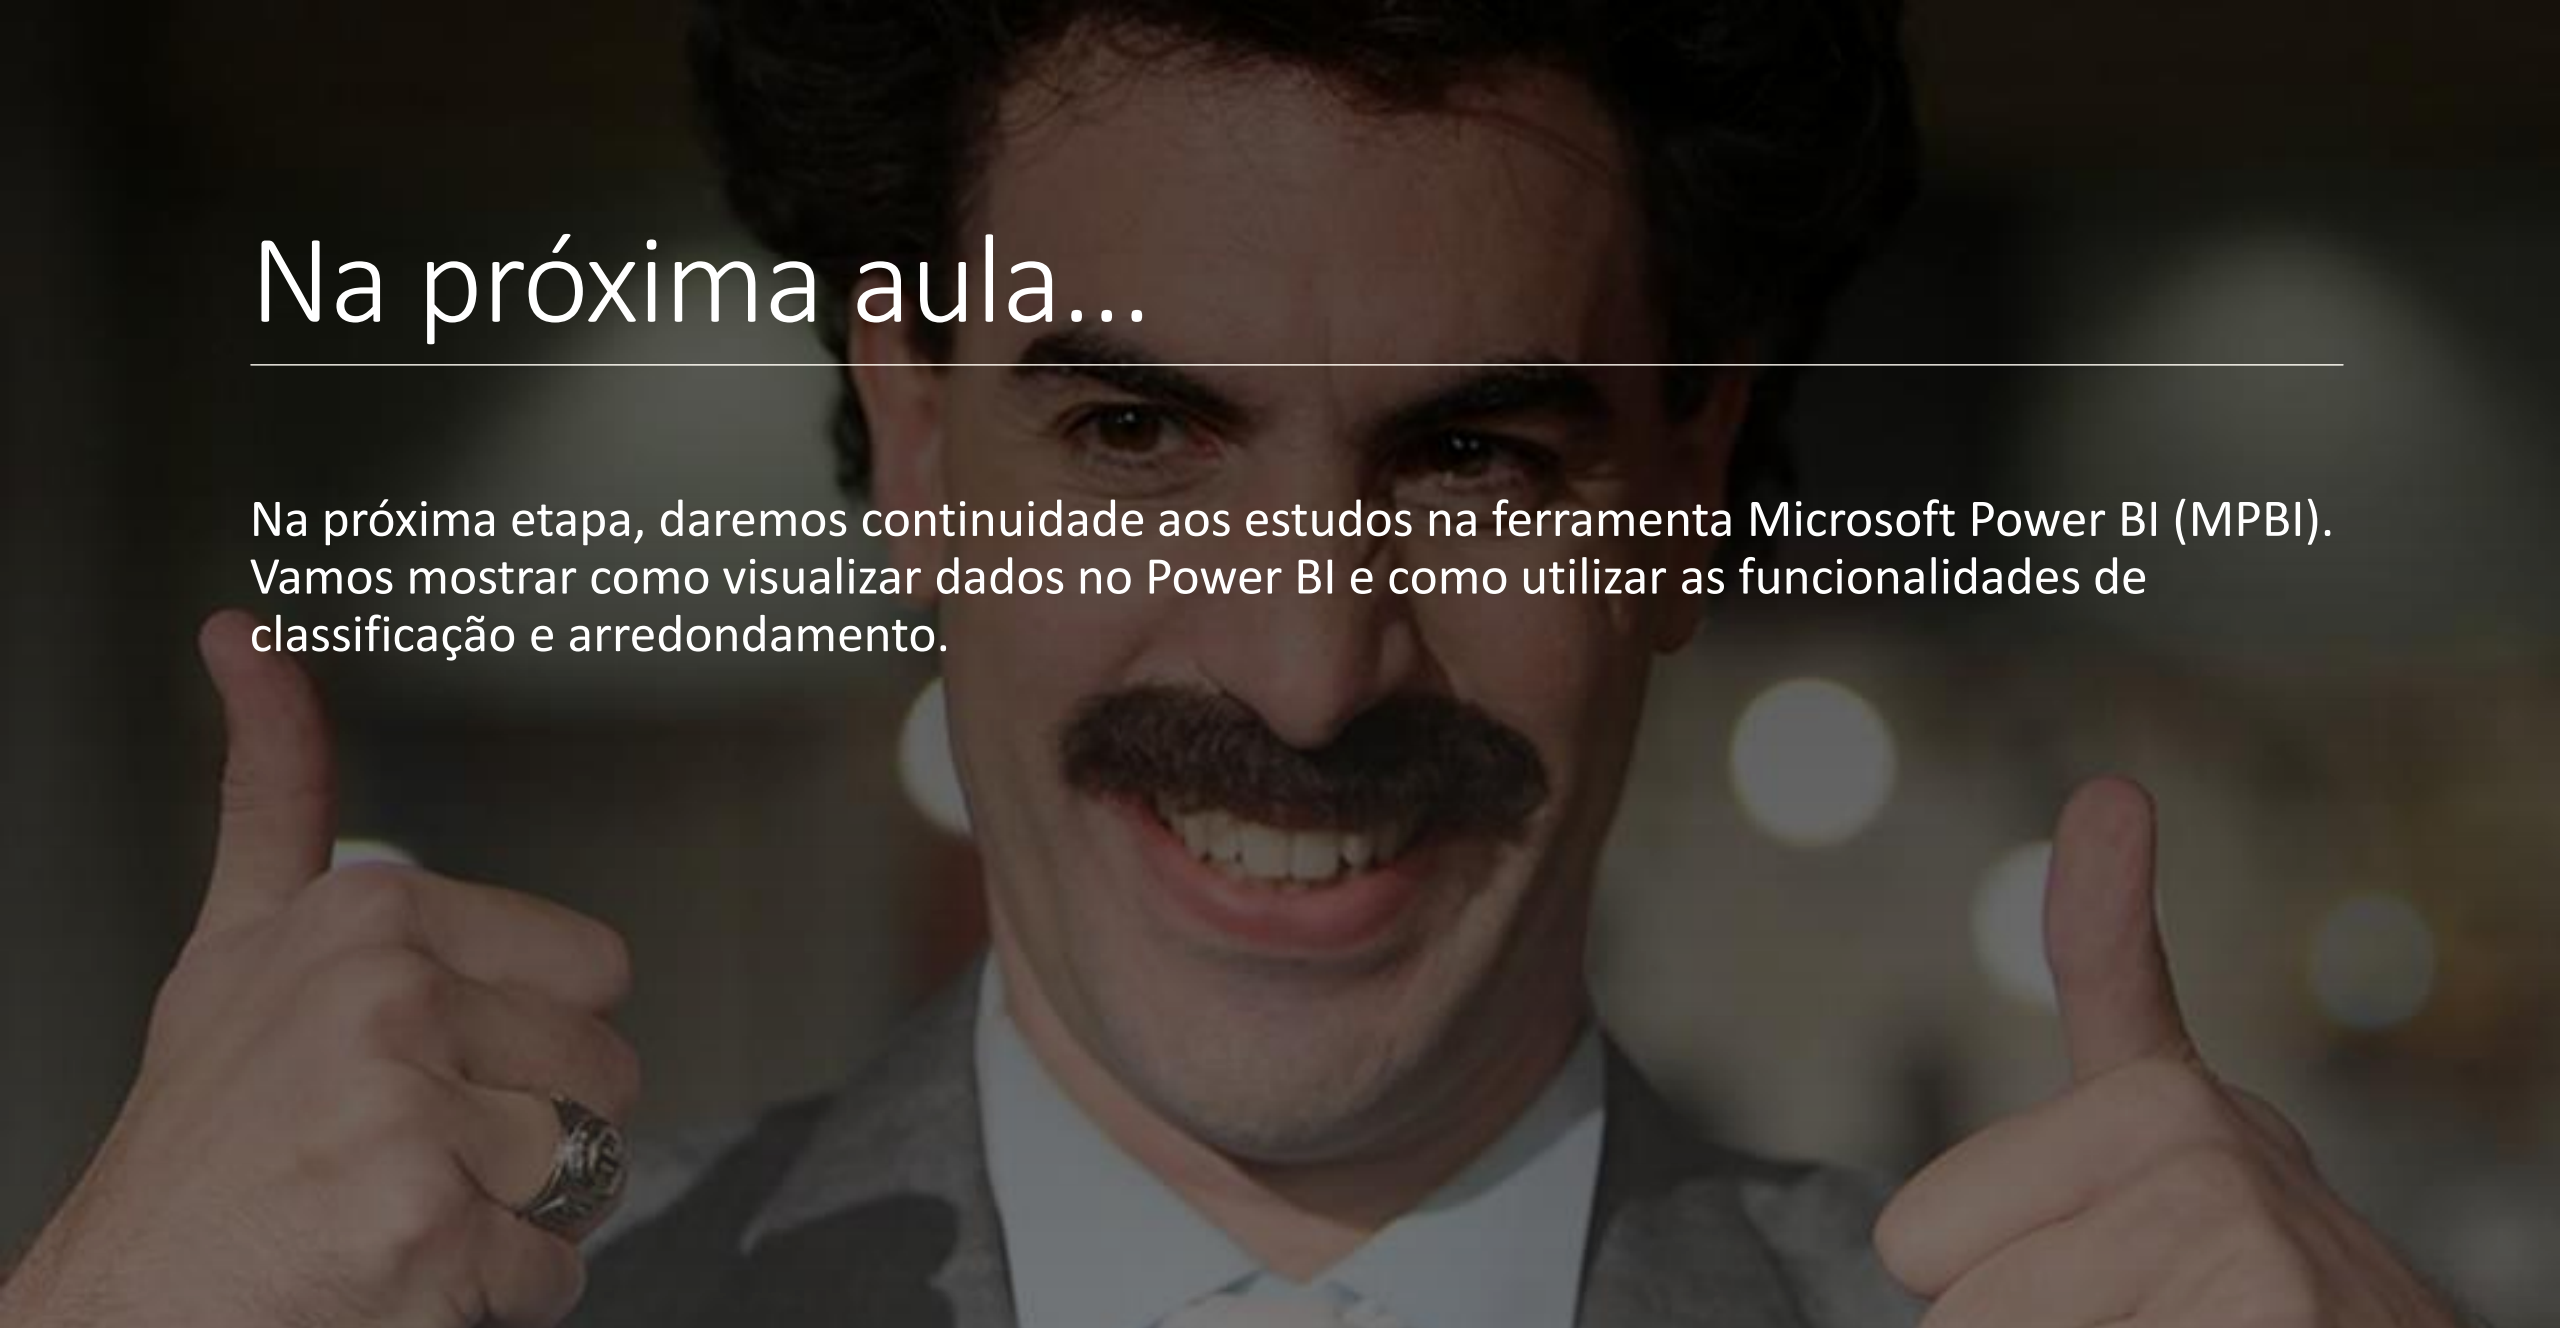 Na próxima aula...
Na próxima etapa, daremos continuidade aos estudos na ferramenta Microsoft Power BI (MPBI).
Vamos mostrar como visualizar dados no Power BI e como utilizar as funcionalidades de
classificação e arredondamento.